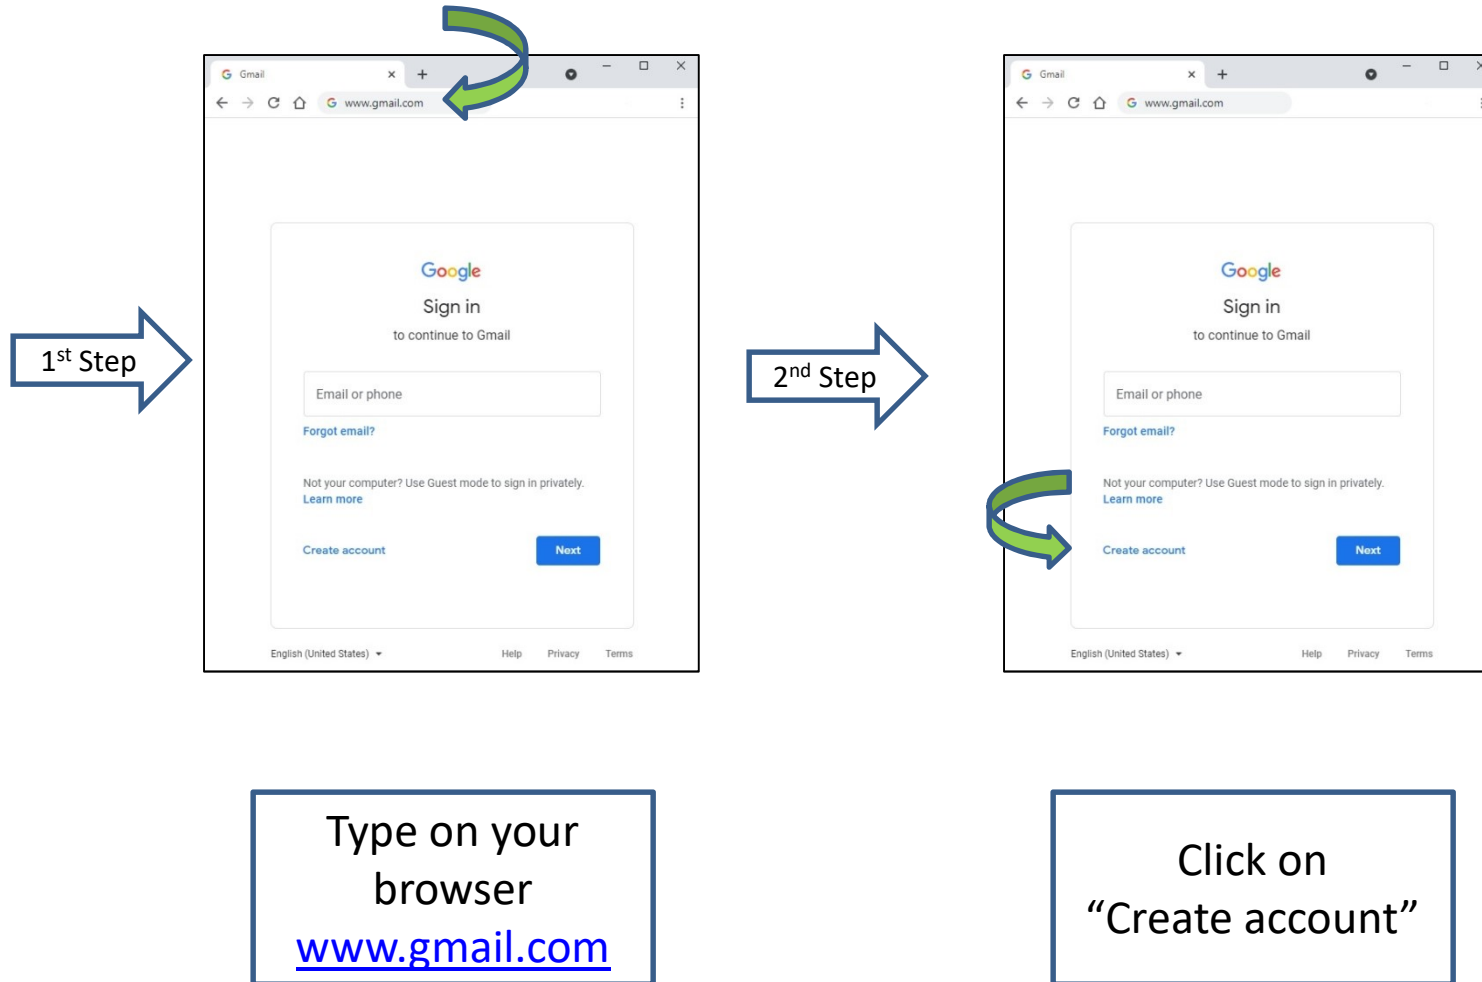 1st Step
Gmail
www.gmail.com
Google
Sign in
to continue to Gmail
Email or phone
Forgot email?
Not your computer? Use Guest mode to sign in privately.
Learn more
Create account
Next
English (United States)
Help Privacy Terms
Type on your
browser
www.gmail.com
2nd Step
Gmail
www.gmail.com
Google
Sign in
to continue to Gmail
Email or phone
Forgot email?
Not your computer? Use Guest mode to sign in privately.
Learn more
Create account
Next
English (United States)
Help Privacy Terms
Click on
“Create account”